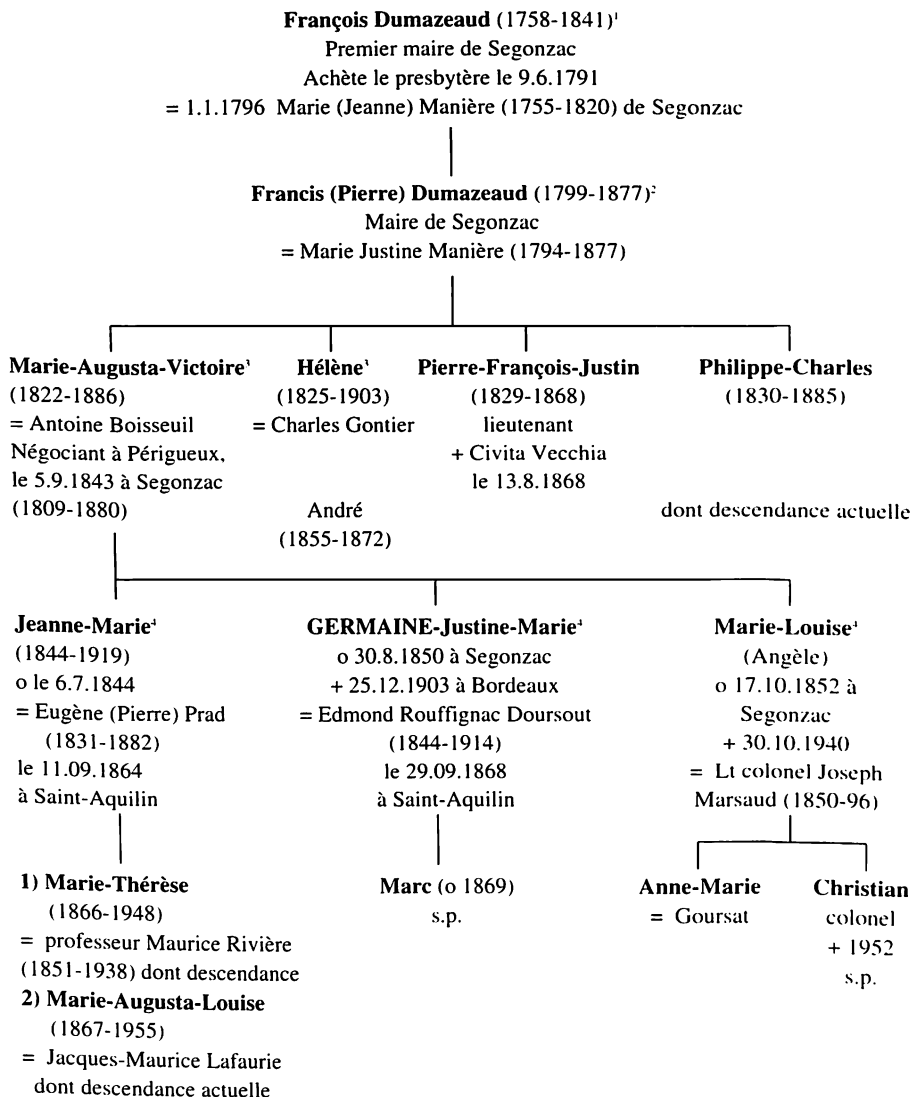 François Dumazeaud (1758-1841)¹
Premier maire de Segonzac
Achète le presbytère le 9.6.1791
= 1.1.1796 Marie (Jeanne) Manière (1755-1820) de Segonzac
Francis (Pierre) Dumazeaud (1799-1877)²
Maire de Segonzac
= Marie Justine Manière (1794-1877)
Marie-Augusta-Victoire³
(1822-1886)
= Antoine Boisseuil
Négociant à Périgueux,
le 5.9.1843 à Segonzac
(1809-1880)
Hélène³
(1825-1903)
= Charles Gontier
André
(1855-1872)
Pierre-François-Justin
(1829-1868)
lieutenant
+ Civita Vecchia
le 13.8.1868
Philippe-Charles
(1830-1885)
dont descendance actuelle
Jeanne-Marie⁴
(1844-1919)
o le 6.7.1844
= Eugène (Pierre) Prad
(1831-1882)
le 11.09.1864
à Saint-Aquilin
GERMAINE-Justine-Marie⁴
o 30.8.1850 à Segonzac
+ 25.12.1903 à Bordeaux
= Edmond Rouffignac Doursout
(1844-1914)
le 29.09.1868
à Saint-Aquilin
Marie-Louise⁴
(Angèle)
o 17.10.1852 à
Segonzac
+ 30.10.1940
= Lt colonel Joseph
Marsaud (1850-96)
1) Marie-Thérèse
(1866-1948)
= professeur Maurice Rivière
(1851-1938) dont descendance
2) Marie-Augusta-Louise
(1867-1955)
= Jacques-Maurice Lafaurie
dont descendance actuelle
Marc (o 1869)
s.p.
Anne-Marie
= Goursat
Christian
colonel
+ 1952
s.p.